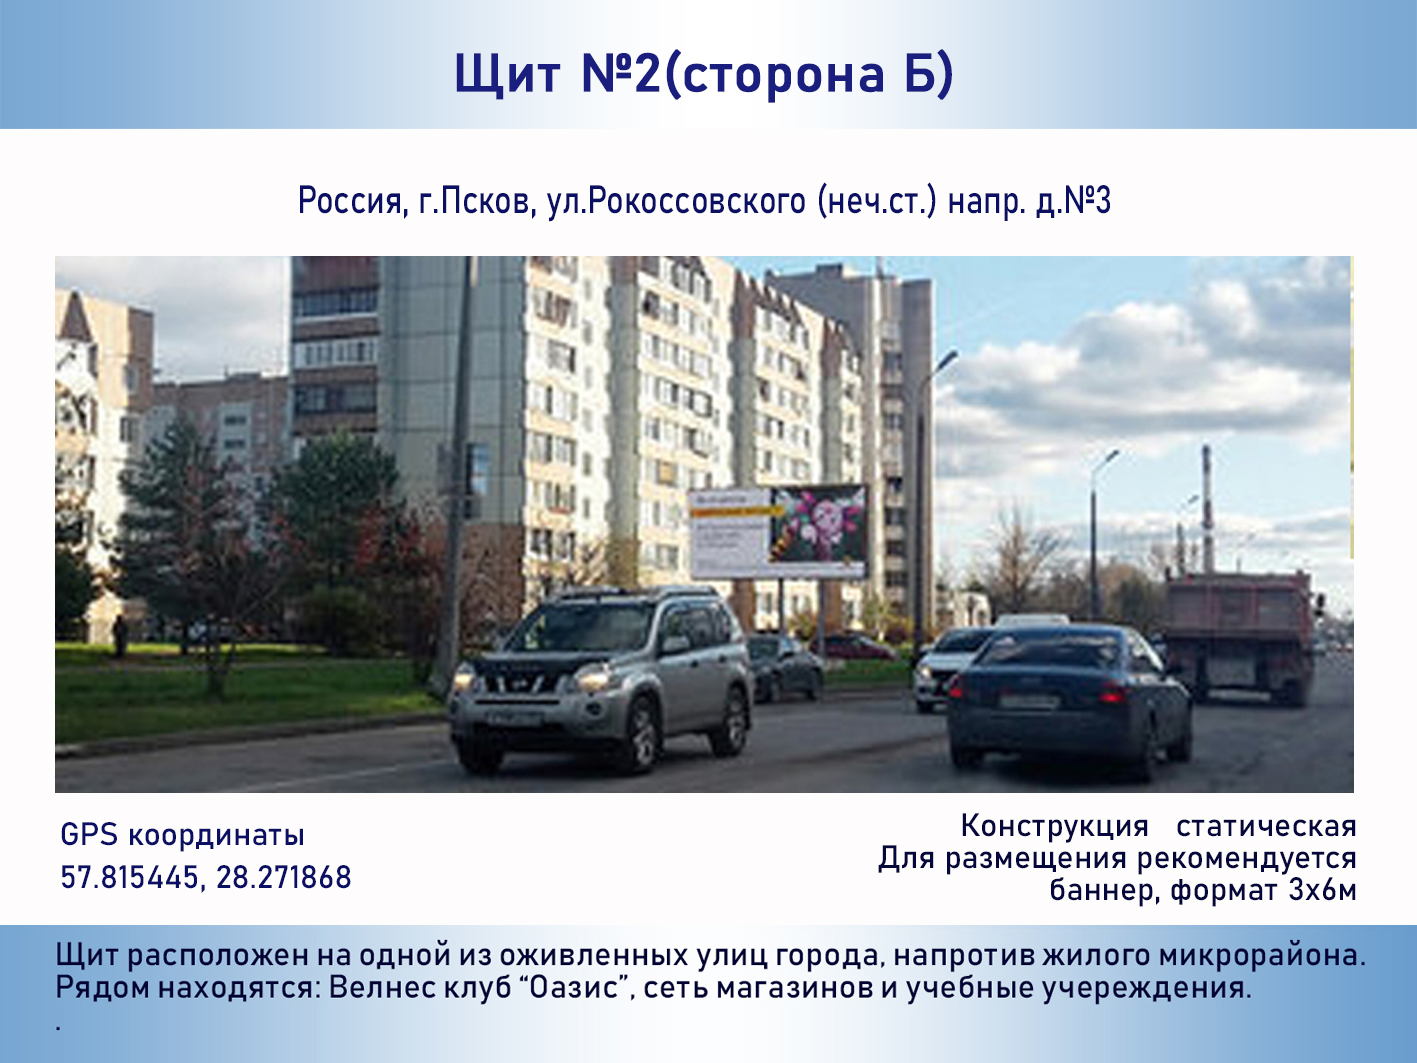 Щит №2(сторона Б)
Россия, г.Псков, ул.Рокоссовского (неч.ст.) напр. д.№3
GPS координаты
57.815445, 28.271868
Конструкция статическая
Для размещения рекомендуется
баннер, формат 3х6м
Щит расположен на одной из оживленных улиц города, напротив жилого микрорайона.
Рядом находятся: Велнес клуб “Оазис”, сеть магазинов и учебные учереждения.
.